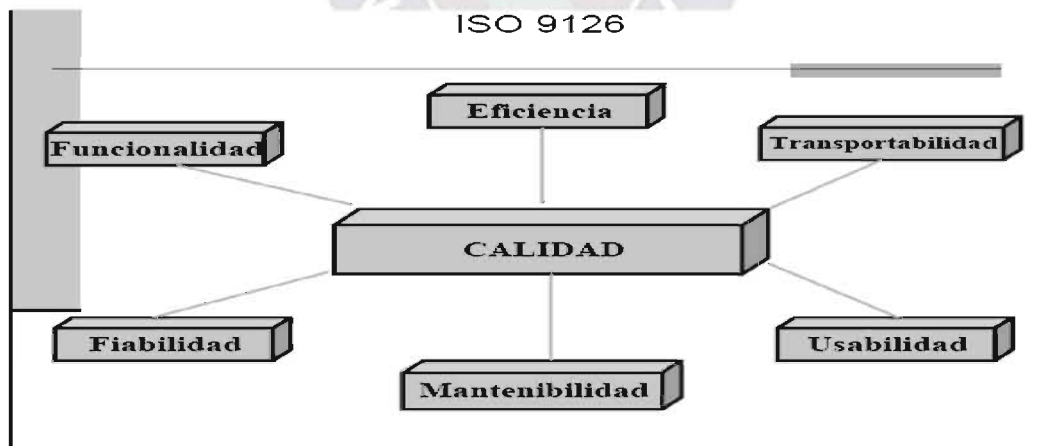 ISO 9126
Eficiencia
Funcionalidad
Transportabilidad
CALIDAD
Fiabilidad
Usabilidad
Mantenibilidad